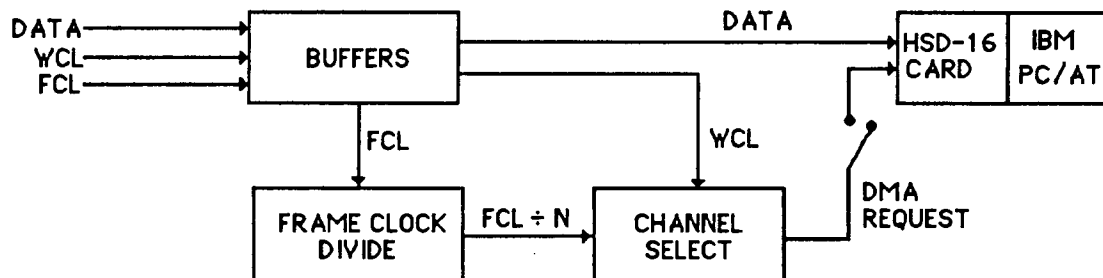 DATA
WCL
FCL
BUFFERS
DATA
HSD-16
CARD
IBM
PC/AT
FCL
WCL
DMA
REQUEST
FRAME CLOCK
DIVIDE
FCL ÷ N
CHANNEL
SELECT